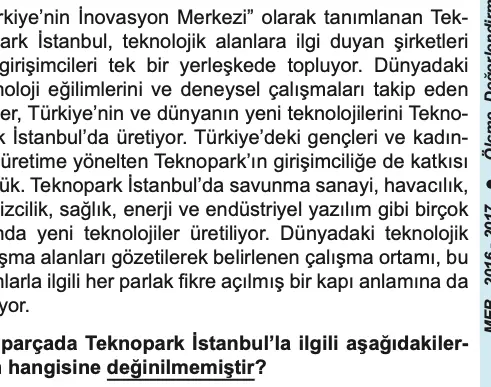 rkiye'nin İnovasyon Merkezi” olarak tanımlanan Tek-
park İstanbul, teknolojik alanlara ilgi duyan şirketleri
girişimcileri tek bir yerleşkede topluyor. Dünyadaki
noloji eğilimlerini ve deneysel çalışmaları takip eden
er, Türkiye'nin ve dünyanın yeni teknolojilerini Tekno-
k İstanbul'da üretiyor. Türkiye'deki gençleri ve kadın-
üretime yönelten Teknopark'ın girişimciliğe de katkısı
ük. Teknopark İstanbul'da savunma sanayi, havacılık,
izcilik, sağlık, enerji ve endüstriyel yazılım gibi birçok
nda yeni teknolojiler üretiliyor. Dünyadaki teknolojik
şma alanları gözetilerek belirlenen çalışma ortamı, bu
nlarla ilgili her parlak fikre açılmış bir kapı anlamına da
yor.
parçada Teknopark İstanbul'la ilgili aşağıdakiler-
n hangisine değinilmemiştir?
2016 - 2017 ● Ölçme, Değerlendirm